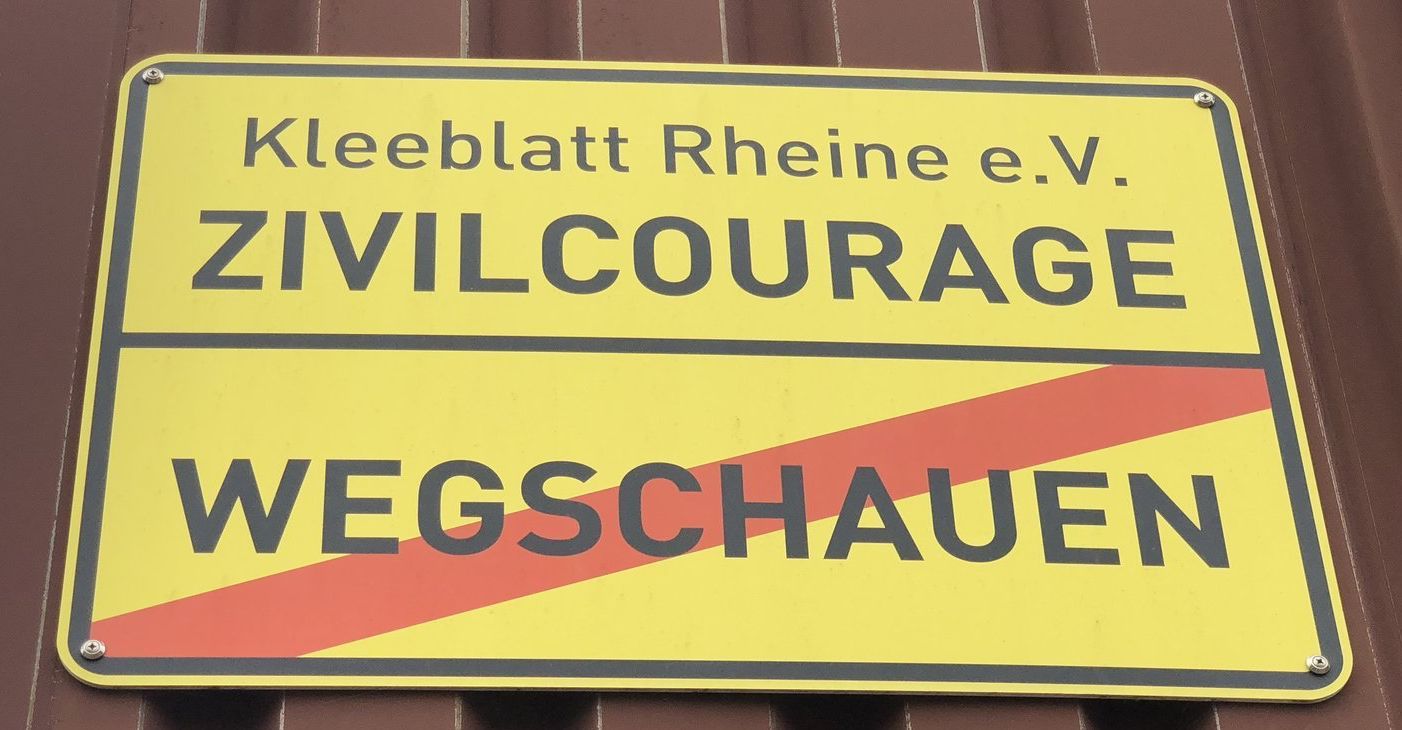 Kleeblatt Rheine e.V.
ZIVILCOURAGE
WEGSCHAUEN